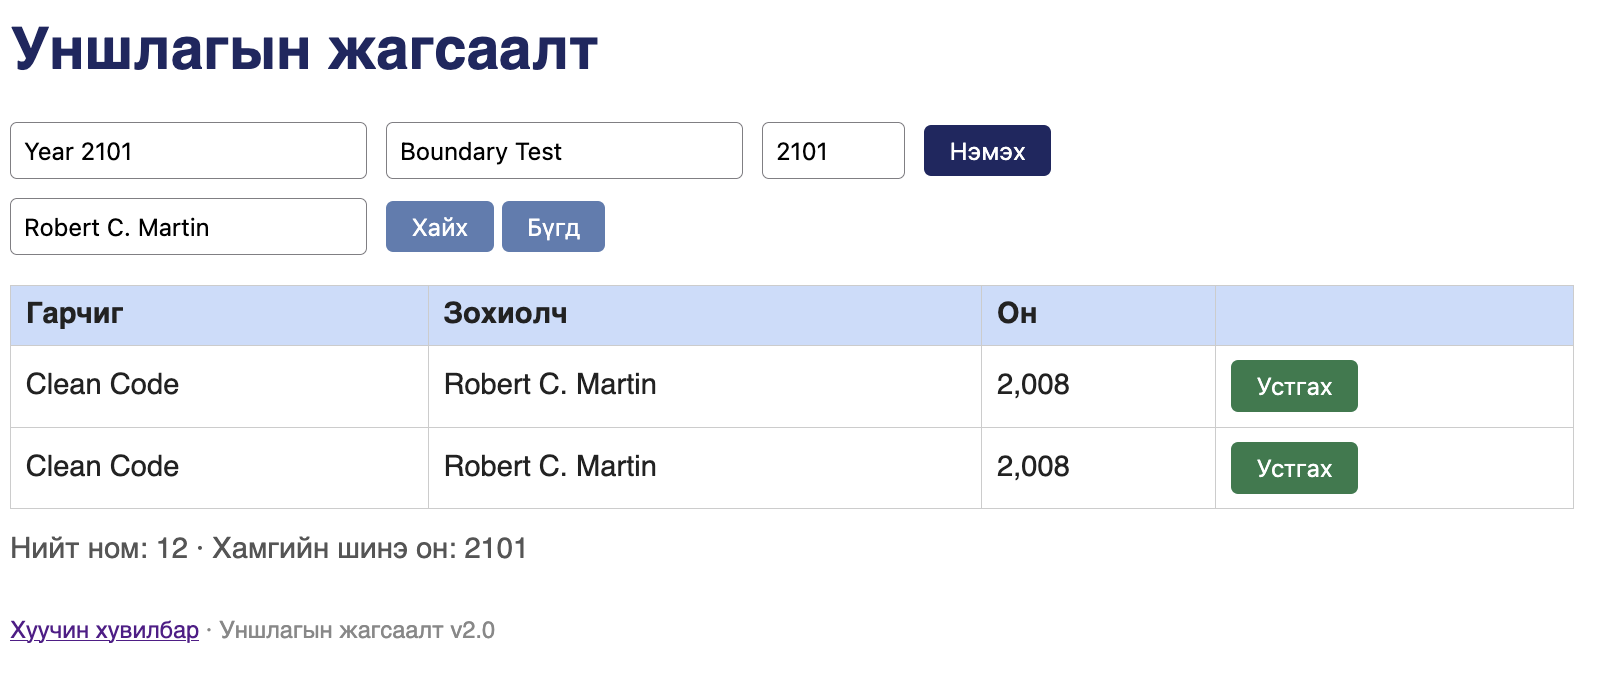 Уншлагын жагсаалт
Year 2101 Boundary Test 2101 Нэмэх
Robert C. Martin Хайх Бүгд
Гарчиг Зохиолч Он
Clean Code Robert C. Martin 2,008 Устгах
Clean Code Robert C. Martin 2,008 Устгах
Нийт ном: 12 · Хамгийн шинэ он: 2101
Хуучин хувилбар · Уншлагын жагсаалт v2.0